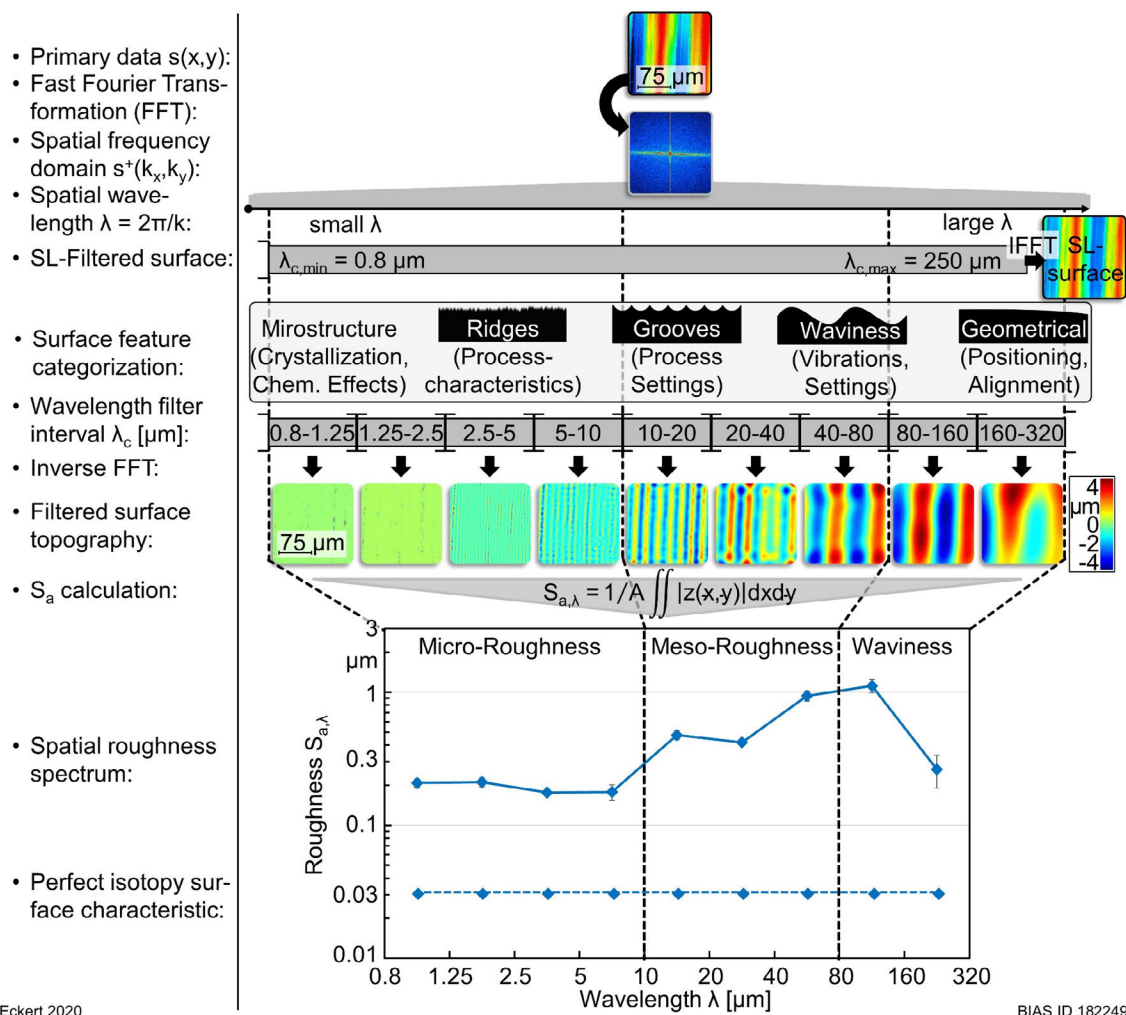 • Primary data s(x,y):
• Fast Fourier Trans-
formation (FFT):
• Spatial frequency
domain s⁺(kx,ky):
• Spatial wave-
length λ = 2π/k:
• SL-Filtered surface:
• Surface feature
categorization:
• Wavelength filter
interval λc [µm]:
• Inverse FFT:
• Filtered surface
topography:
• Sa calculation:
• Spatial roughness
spectrum:
• Perfect isotopy sur-
face characteristic:
75 µm
small λ
large λ
λc,min = 0.8 µm
λc,max = 250 µm
IFFT SL-
surface
Mirostructure
(Crystallization,
Chem. Effects)
Ridges
(Process-
characteristics)
Grooves
(Process
Settings)
Waviness
(Vibrations,
Settings)
Geometrical
(Positioning,
Alignment)
0.8-1.25 1.25-2.5 2.5-5 5-10 10-20 20-40 40-80 80-160 160-320
75 µm
4
µm
0
-2
-4
Sa,λ = 1/A ∬ |z(x,y)|dxdy
Micro-Roughness Meso-Roughness Waviness
Roughness Sa,λ
3
µm
1
0.3
0.1
0.03
0.01
0.8 1.25 2.5 5 10 20 40 80 160 320
Wavelength λ [µm]
Eckert 2020
BIAS ID 182249